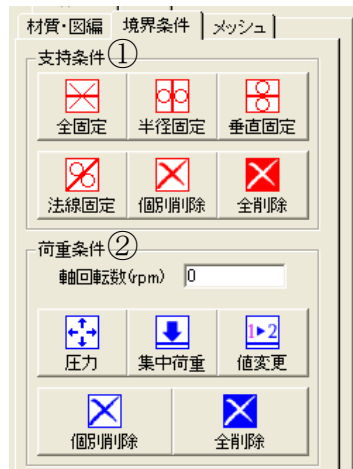 材質・図編 境界条件 メッシュ
支持条件①
全固定 半径固定 垂直固定
法線固定 個別削除 全削除
荷重条件②
軸回転数(rpm) 0
1▸2
圧力 集中荷重 値変更
個別削除 全削除